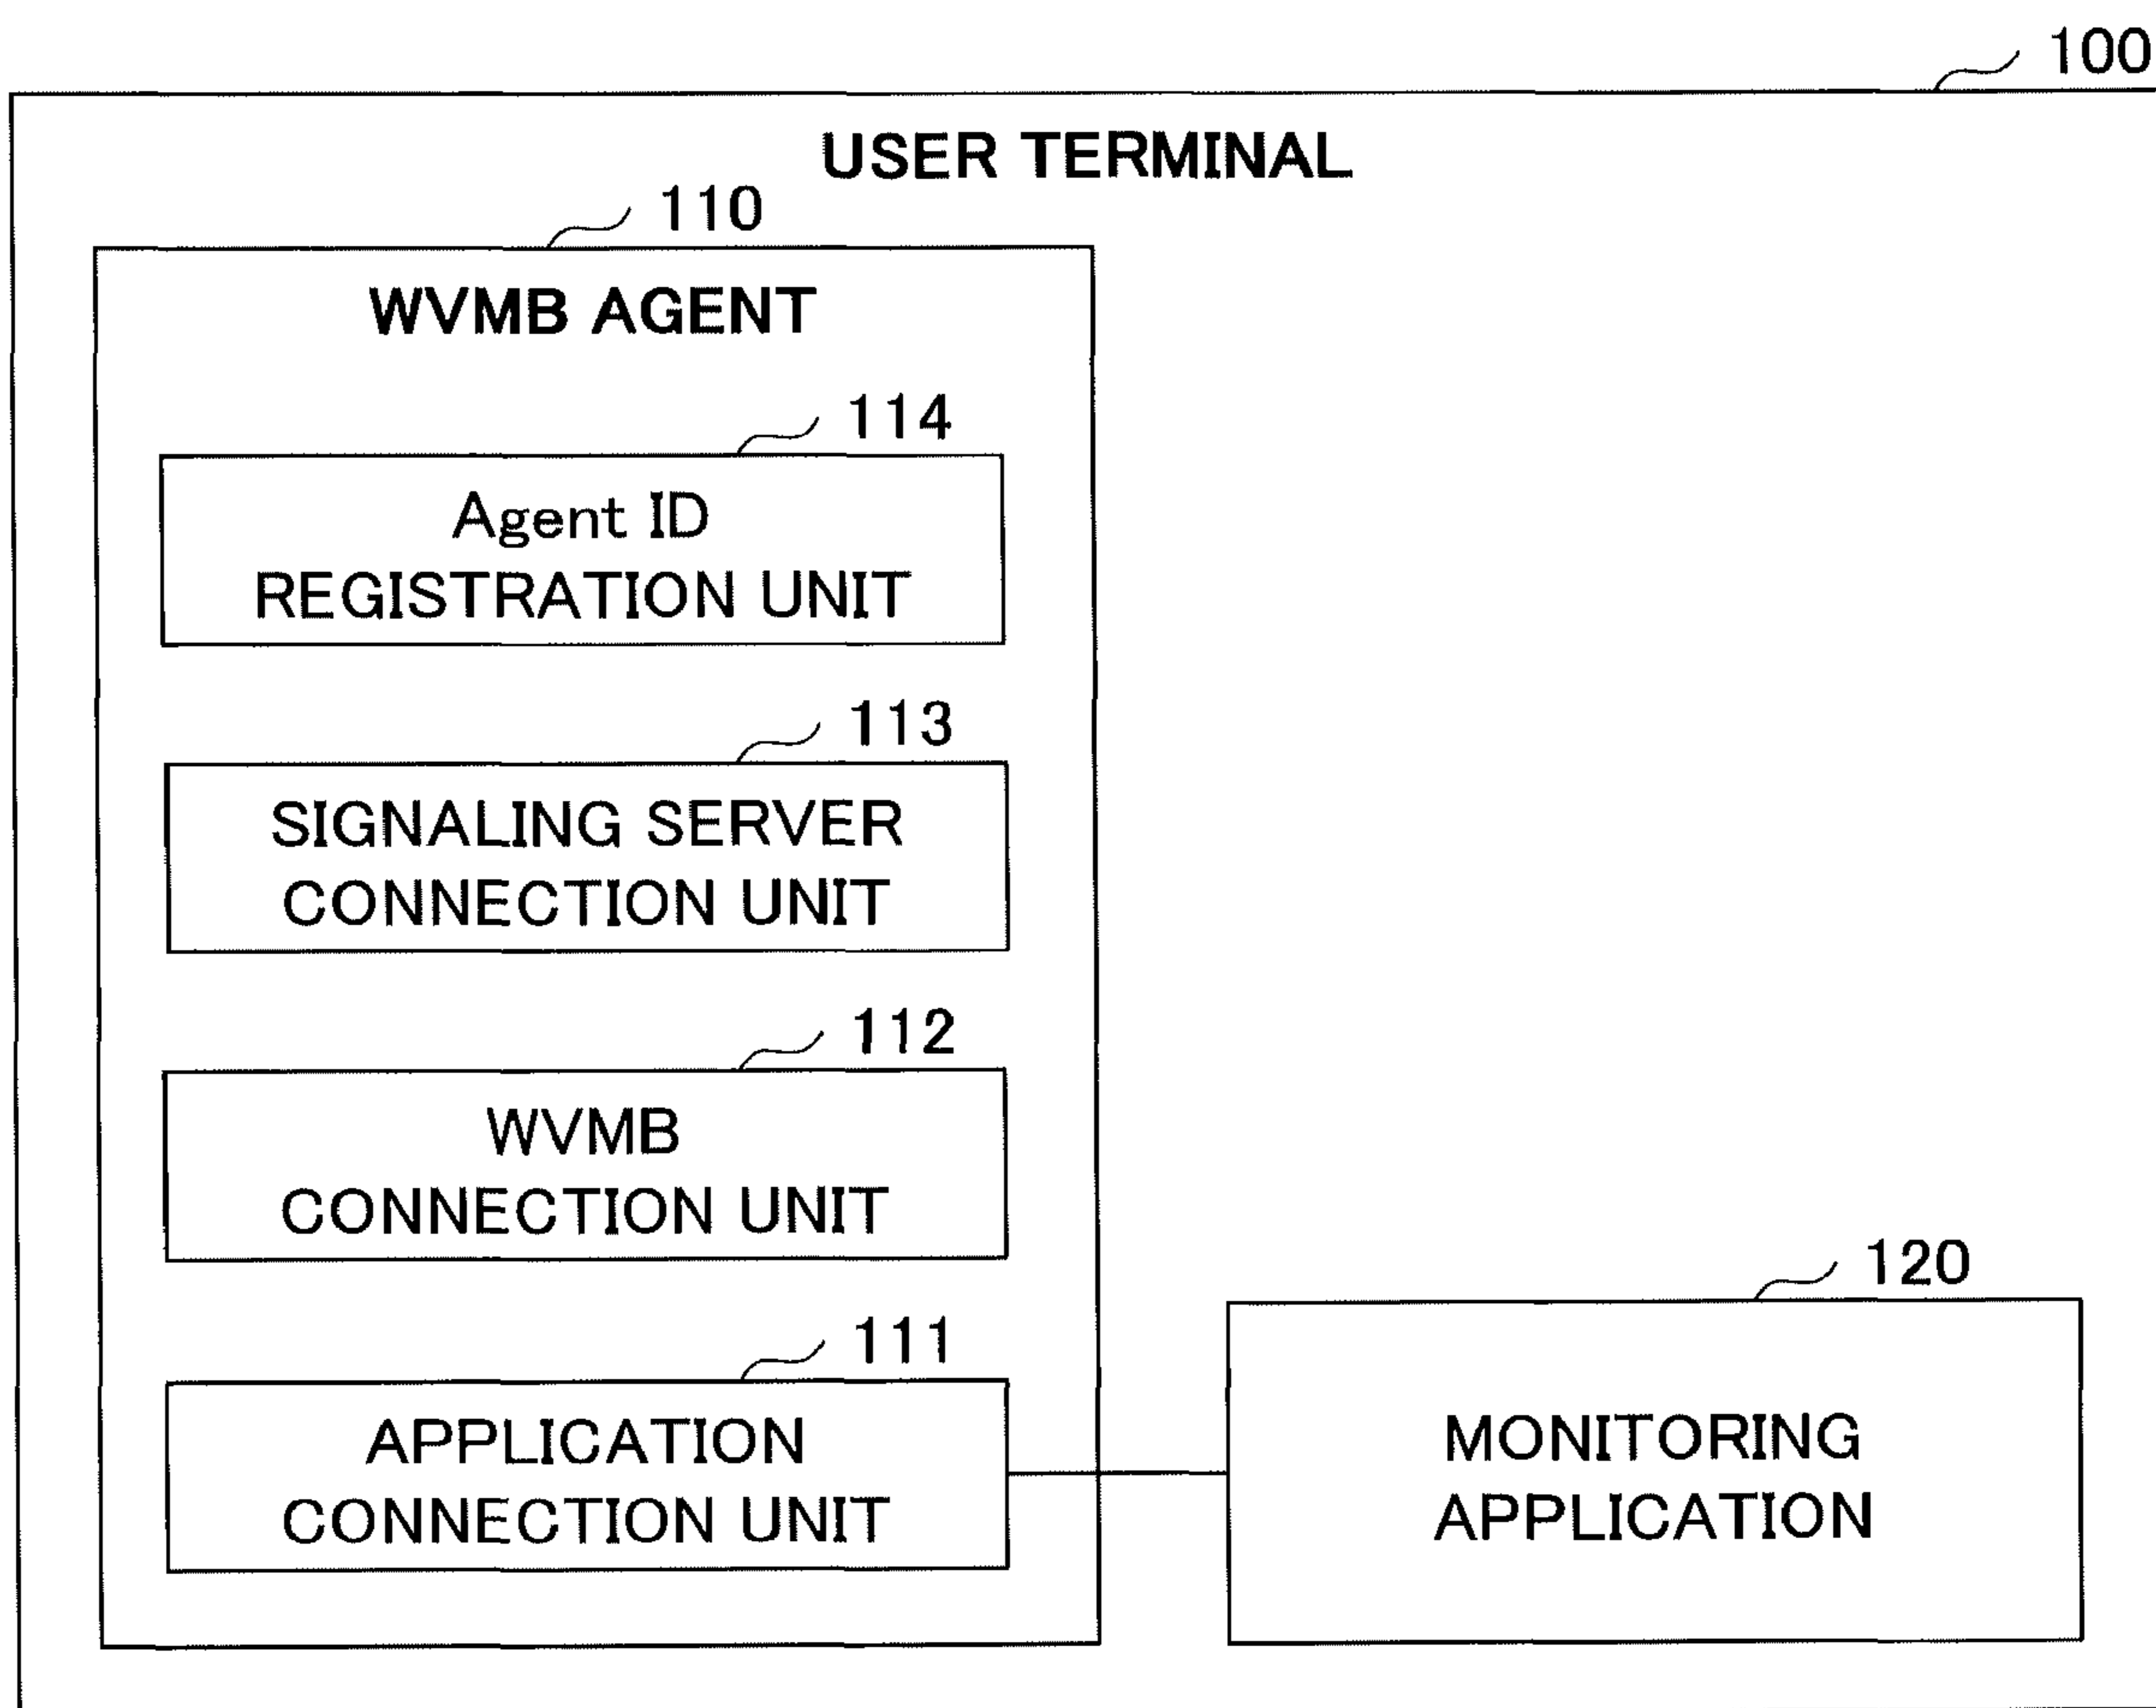 100
USER TERMINAL
110
WVMB AGENT
114
Agent ID
REGISTRATION UNIT
113
SIGNALING SERVER
CONNECTION UNIT
112
WVMB
CONNECTION UNIT
111
APPLICATION
CONNECTION UNIT
120
MONITORING
APPLICATION